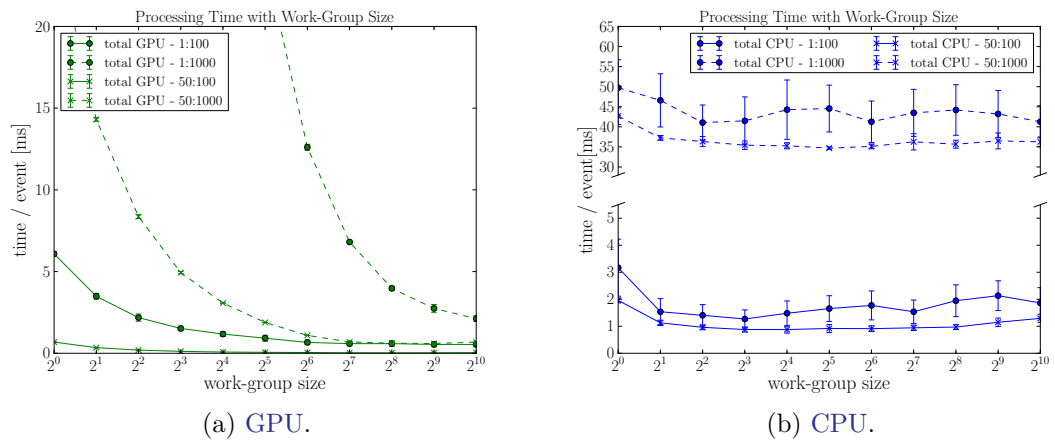 Processing Time with Work-Group Size
20
15
10
5
0
time / event [ms]
total GPU - 1:100
total GPU - 1:1000
total GPU - 50:100
total GPU - 50:1000
2^0 2^1 2^2 2^3 2^4 2^5 2^6 2^7 2^8 2^9 2^10
work-group size
(a) GPU.
Processing Time with Work-Group Size
65
60
55
50
45
40
35
30
5
4
3
2
1
0
time / event[ms]
total CPU - 1:100
total CPU - 1:1000
total CPU - 50:100
total CPU - 50:1000
2^0 2^1 2^2 2^3 2^4 2^5 2^6 2^7 2^8 2^9 2^10
work-group size
(b) CPU.